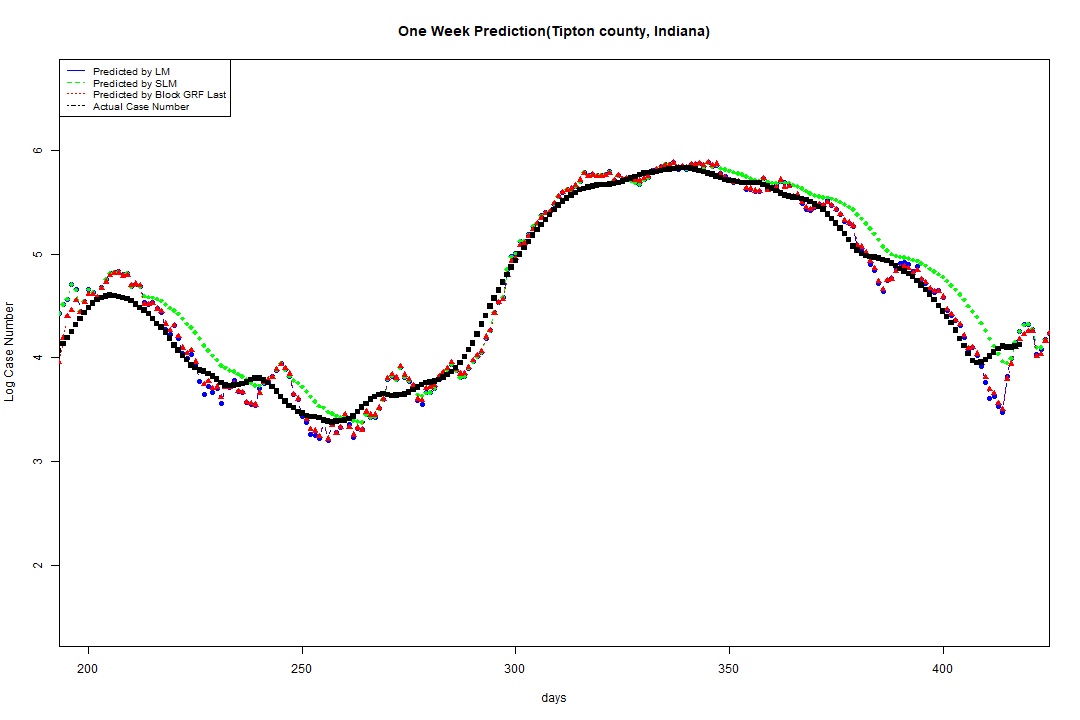 One Week Prediction(Tipton county, Indiana)
Predicted by LM
Predicted by SLM
Predicted by Block GRF Last
Actual Case Number
Log Case Number
6
5
4
3
2
200 250 300 350 400
days